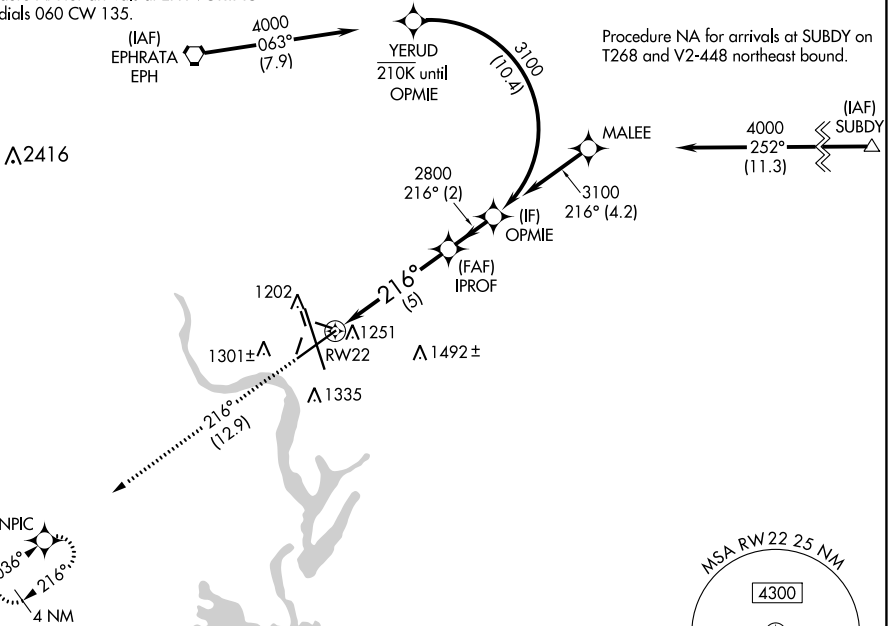 dials 060 CW 135.
(IAF)
EPHRATA
EPH
4000
063°
(7.9)
YERUD
210K until
OPMIE
3100
(10.4)
Procedure NA for arrivals at SUBDY on
T268 and V2-448 northeast bound.
(IAF)
SUBDY
4000
252°
(11.3)
MALEE
2416
2800
216° (2)
3100
216° (4.2)
(IF)
OPMIE
(FAF)
IPROF
216°
(5)
1202
1251
RW22
1301±
1492±
1335
216°
(12.9)
NPIC
036°
216°
4 NM
MSA RW22 25 NM
4300